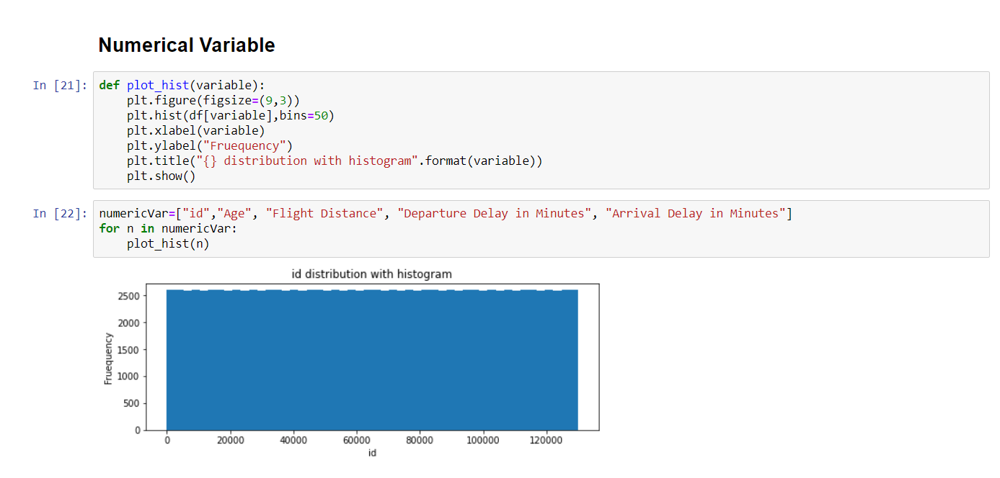 Numerical Variable
In [21]: def plot_hist(variable):
    plt.figure(figsize=(9,3))
    plt.hist(df[variable],bins=50)
    plt.xlabel(variable)
    plt.ylabel("Fruequency")
    plt.title("{} distribution with histogram".format(variable))
    plt.show()
In [22]: numericVar=["id","Age", "Flight Distance", "Departure Delay in Minutes", "Arrival Delay in Minutes"]
for n in numericVar:
    plot_hist(n)
id distribution with histogram
2500
2000
1500
1000
500
0
Fruequency
0 20000 40000 60000 80000 100000 120000
id